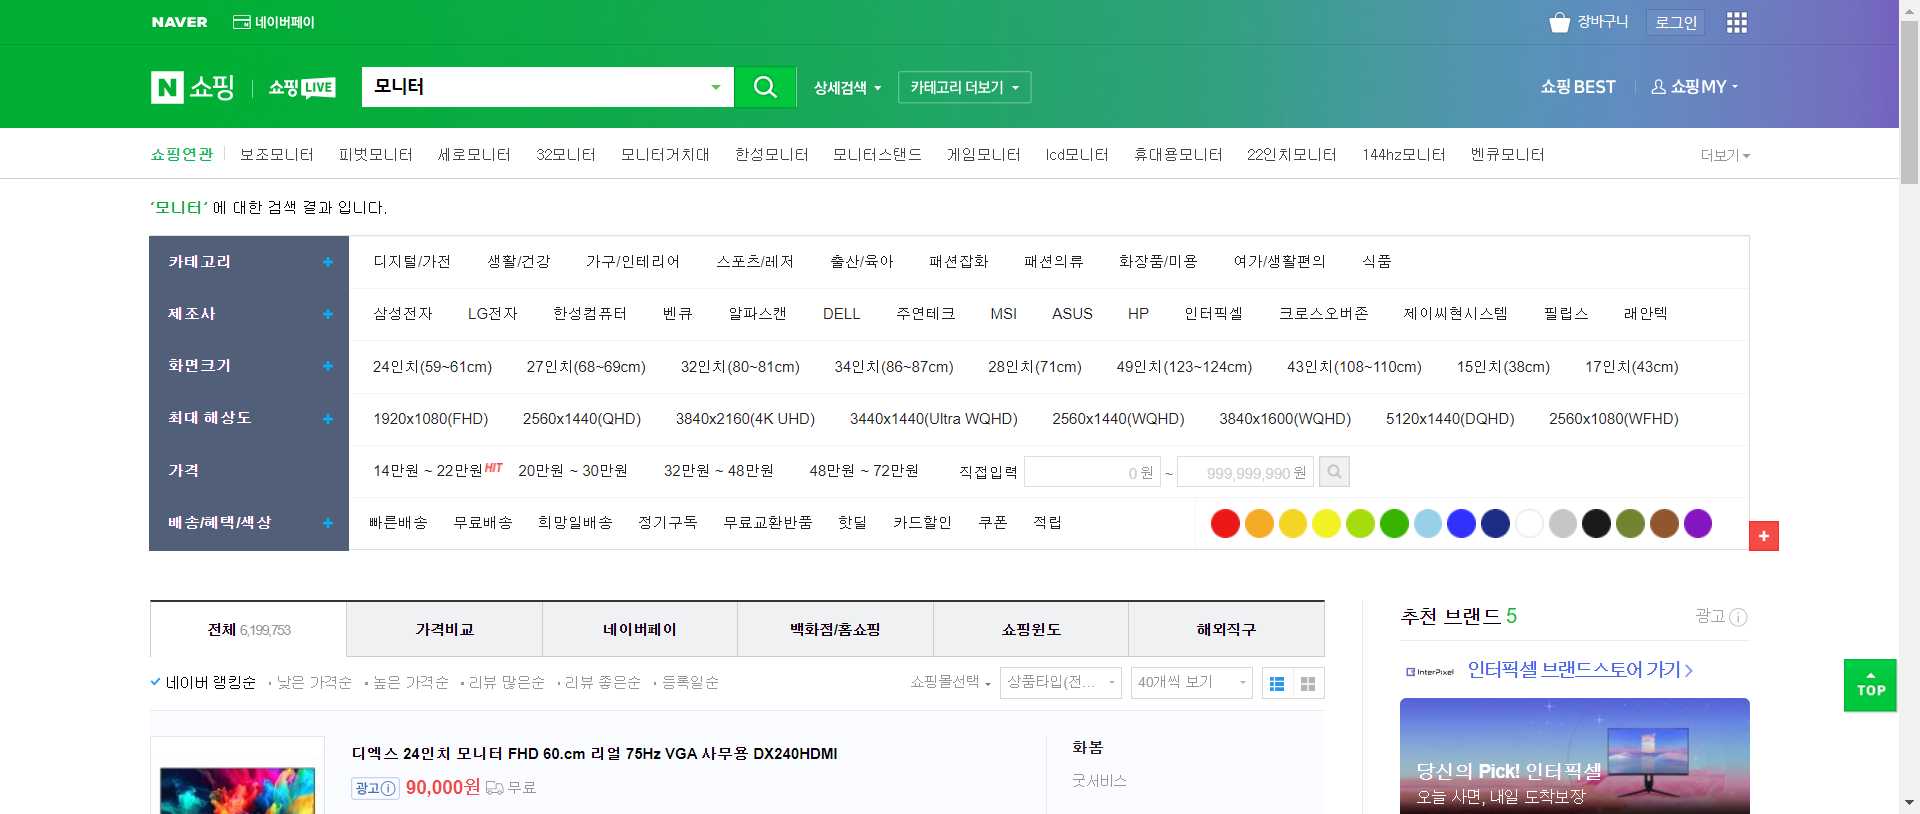 NAVER 네이버페이 장바구니 로그인
N 쇼핑 쇼핑LIVE 모니터 상세검색 카테고리 더보기 쇼핑BEST 쇼핑MY
쇼핑연관 보조모니터 피벗모니터 세로모니터 32모니터 모니터거치대 한성모니터 모니터스탠드 게임모니터 lcd모니터 휴대용모니터 22인치모니터 144hz모니터 벤큐모니터 더보기
'모니터' 에 대한 검색 결과 입니다.
카테고리 + 디지털/가전 생활/건강 가구/인테리어 스포츠/레저 출산/육아 패션잡화 패션의류 화장품/미용 여가/생활편의 식품
제조사 + 삼성전자 LG전자 한성컴퓨터 벤큐 알파스캔 DELL 주연테크 MSI ASUS HP 인터픽셀 크로스오버존 제이씨현시스템 필립스 래안텍
화면크기 + 24인치(59~61cm) 27인치(68~69cm) 32인치(80~81cm) 34인치(86~87cm) 28인치(71cm) 49인치(123~124cm) 43인치(108~110cm) 15인치(38cm) 17인치(43cm)
최대 해상도 + 1920x1080(FHD) 2560x1440(QHD) 3840x2160(4K UHD) 3440x1440(Ultra WQHD) 2560x1440(WQHD) 3840x1600(WQHD) 5120x1440(DQHD) 2560x1080(WFHD)
가격 14만원 ~ 22만원HIT 20만원 ~ 30만원 32만원 ~ 48만원 48만원 ~ 72만원 직접입력 0 원 ~ 999,999,990 원
배송/혜택/색상 + 빠른배송 무료배송 희망일배송 정기구독 무료교환반품 핫딜 카드할인 쿠폰 적립
+
전체 6,199,753 가격비교 네이버페이 백화점/홈쇼핑 쇼핑윈도 해외직구
네이버 랭킹순 낮은 가격순 높은 가격순 리뷰 많은순 리뷰 좋은순 등록일순 쇼핑몰선택 상품타입(전... 40개씩 보기
디엑스 24인치 모니터 FHD 60.cm 리얼 75Hz VGA 사무용 DX240HDMI
광고 90,000원 무료
화봄
굿서비스
추천 브랜드 5 광고
InterPixel 인터픽셀 브랜드스토어 가기
당신의 Pick! 인터픽셀
오늘 사면, 내일 도착보장
TOP